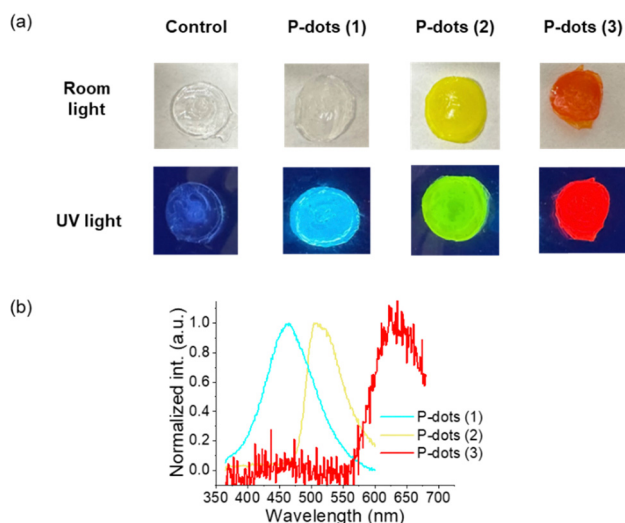 (a)
Control P-dots (1) P-dots (2) P-dots (3)
Room
light
UV light
(b)
Normalized int. (a.u.)
1.0
0.8
0.6
0.4
0.2
0.0
P-dots (1)
P-dots (2)
P-dots (3)
350 400 450 500 550 600 650 700
Wavelength (nm)